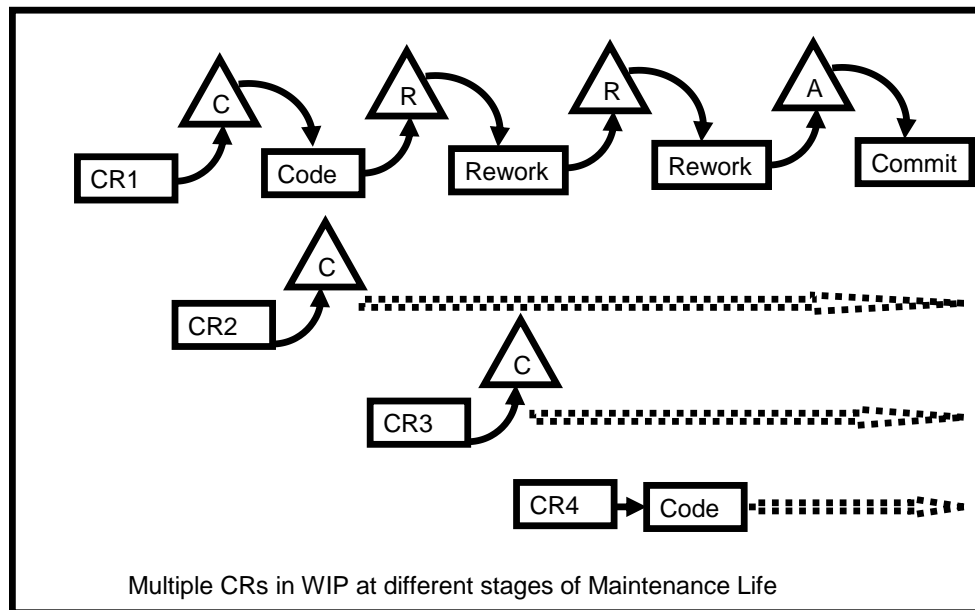 C
R
R
A
CR1
Code
Rework
Rework
Commit
C
CR2
C
CR3
CR4
Code
Multiple CRs in WIP at different stages of Maintenance Life